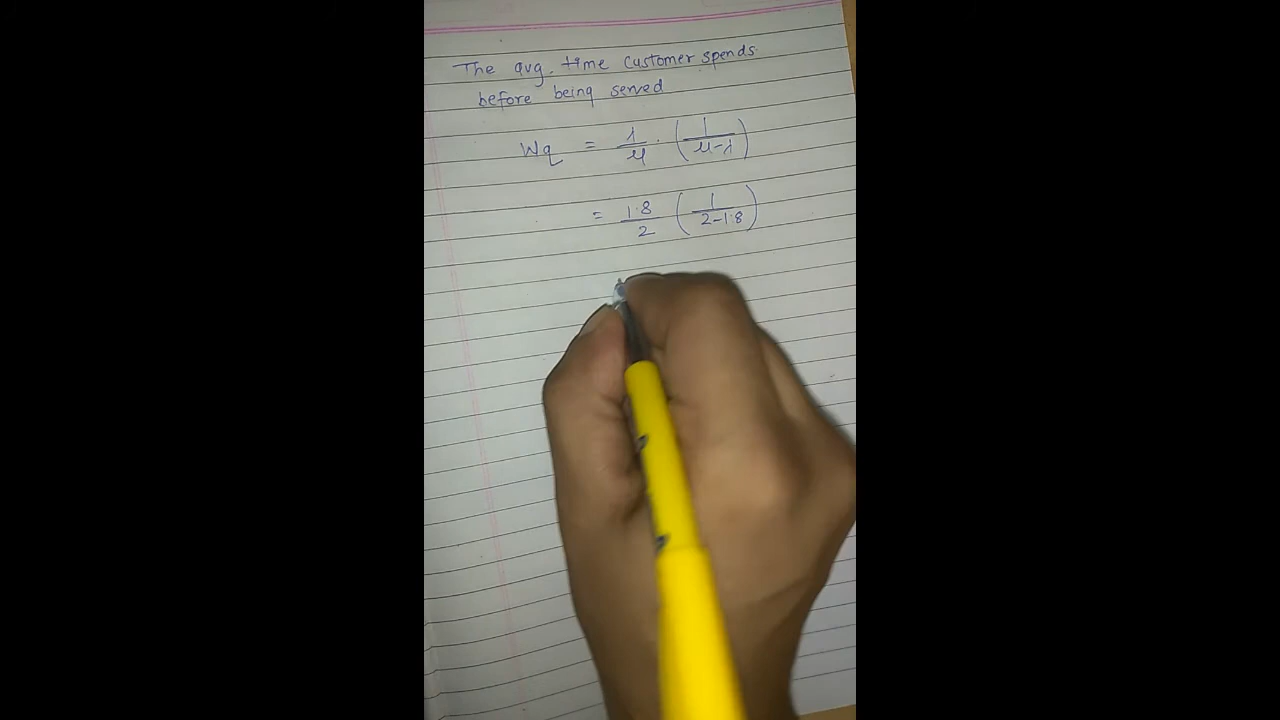 The avg. time customer spends
before being served
Wq = λ/μ · (1/(μ-λ))
= 1.8/2 (1/(2-1.8))